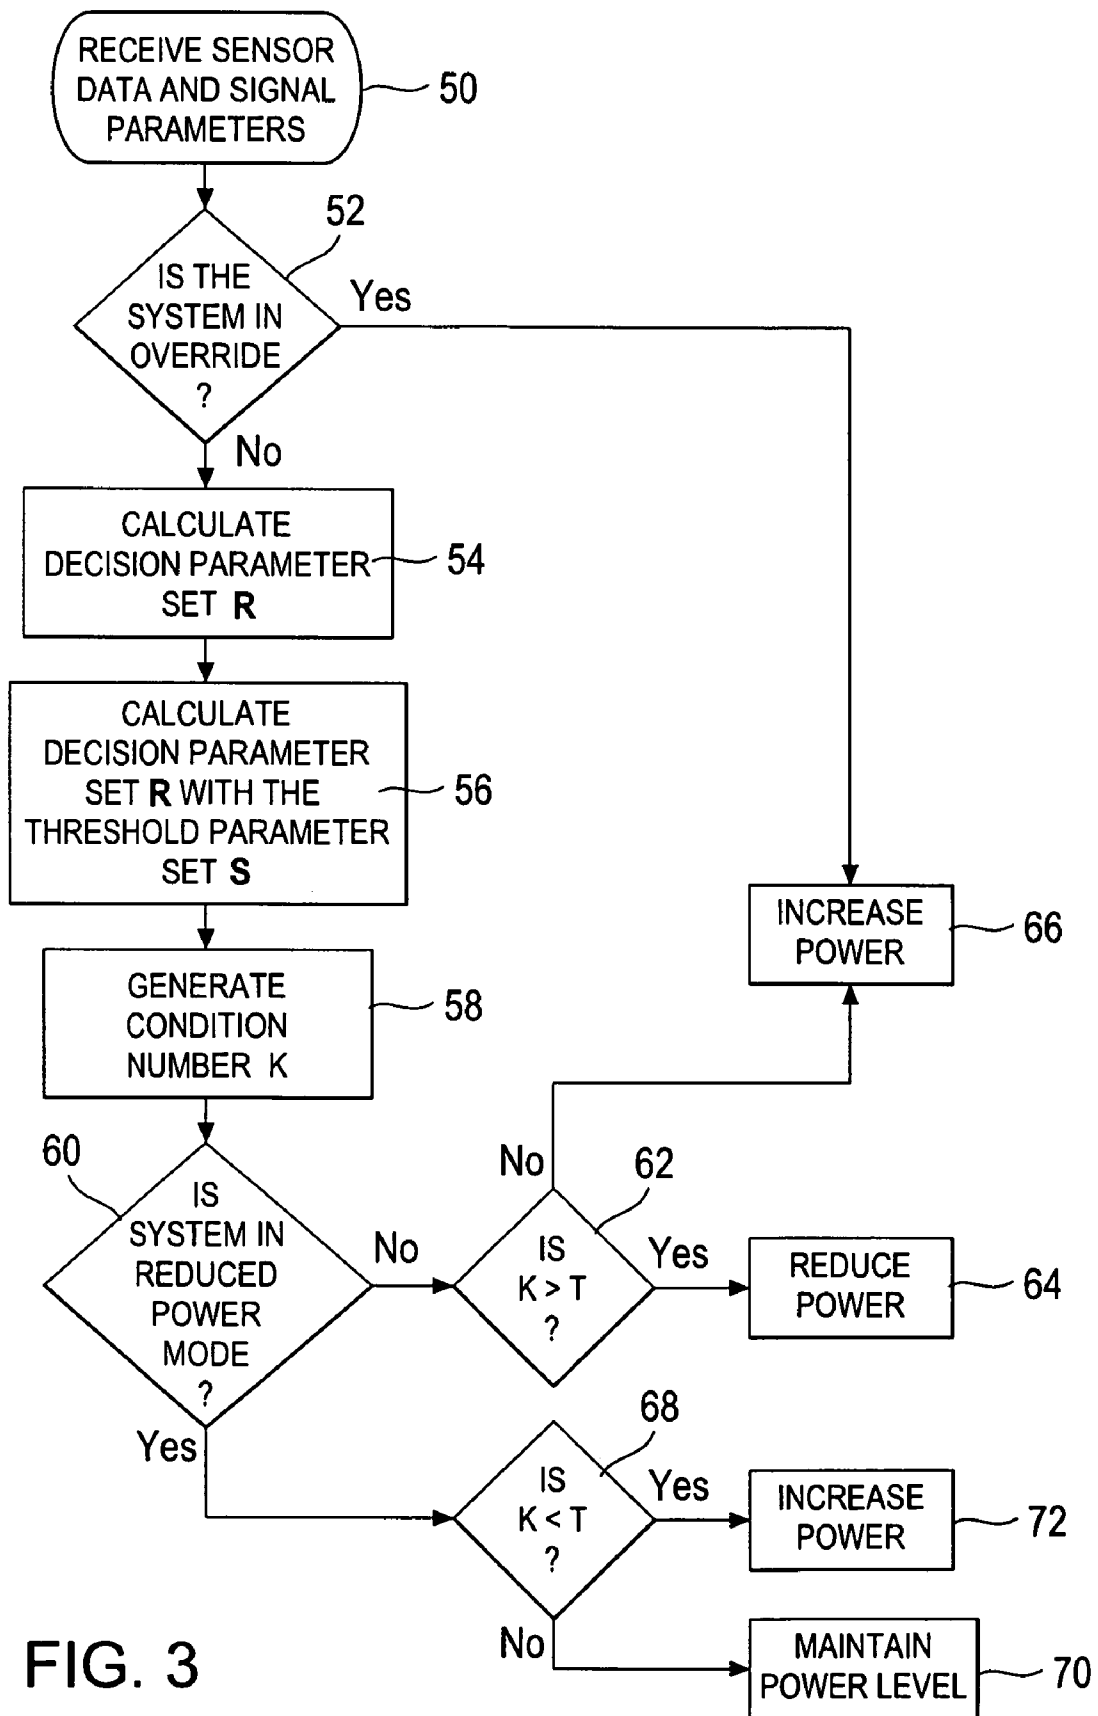 RECEIVE SENSOR
DATA AND SIGNAL
PARAMETERS
50
52
IS THE
SYSTEM IN
OVERRIDE
?
Yes
No
CALCULATE
DECISION PARAMETER
SET R
54
CALCULATE
DECISION PARAMETER
SET R WITH THE
THRESHOLD PARAMETER
SET S
56
INCREASE
POWER
66
GENERATE
CONDITION
NUMBER K
58
60
IS
SYSTEM IN
REDUCED
POWER
MODE
?
No
Yes
62
No
IS
K > T
?
Yes
REDUCE
POWER
64
68
IS
K < T
?
Yes
INCREASE
POWER
72
No
MAINTAIN
POWER LEVEL
70
FIG. 3